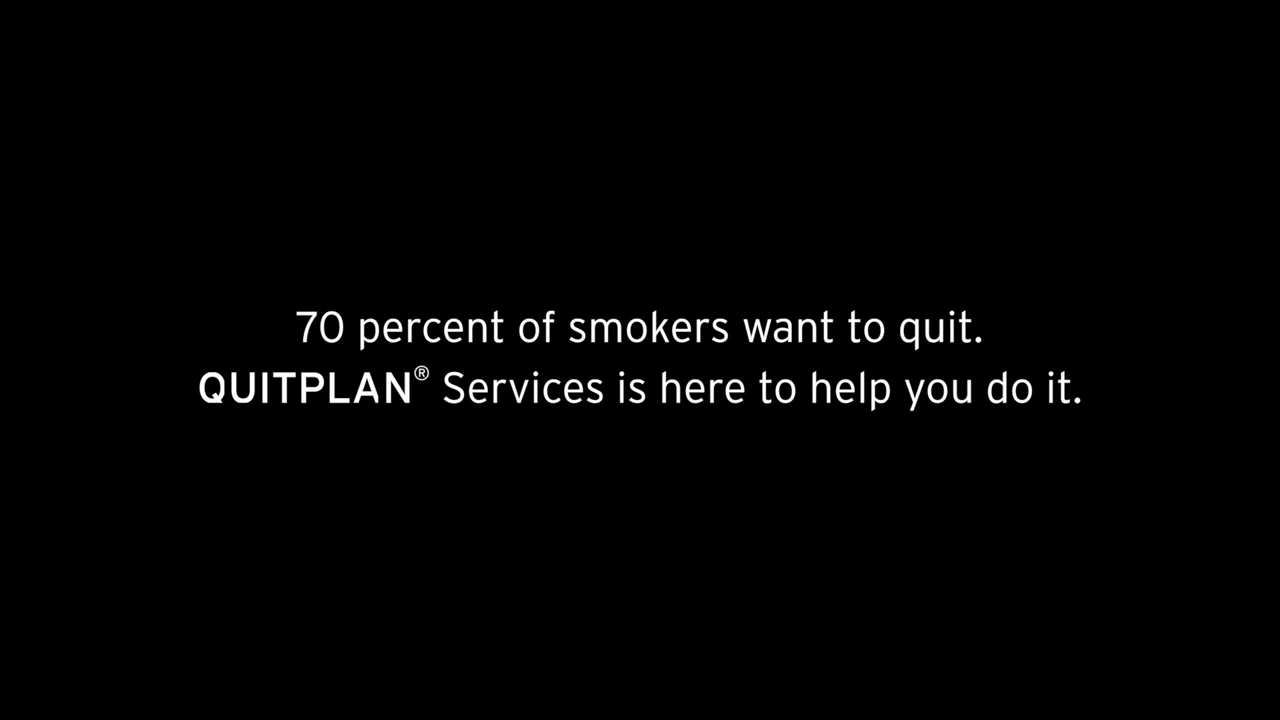 70 percent of smokers want to quit.
QUITPLAN® Services is here to help you do it.